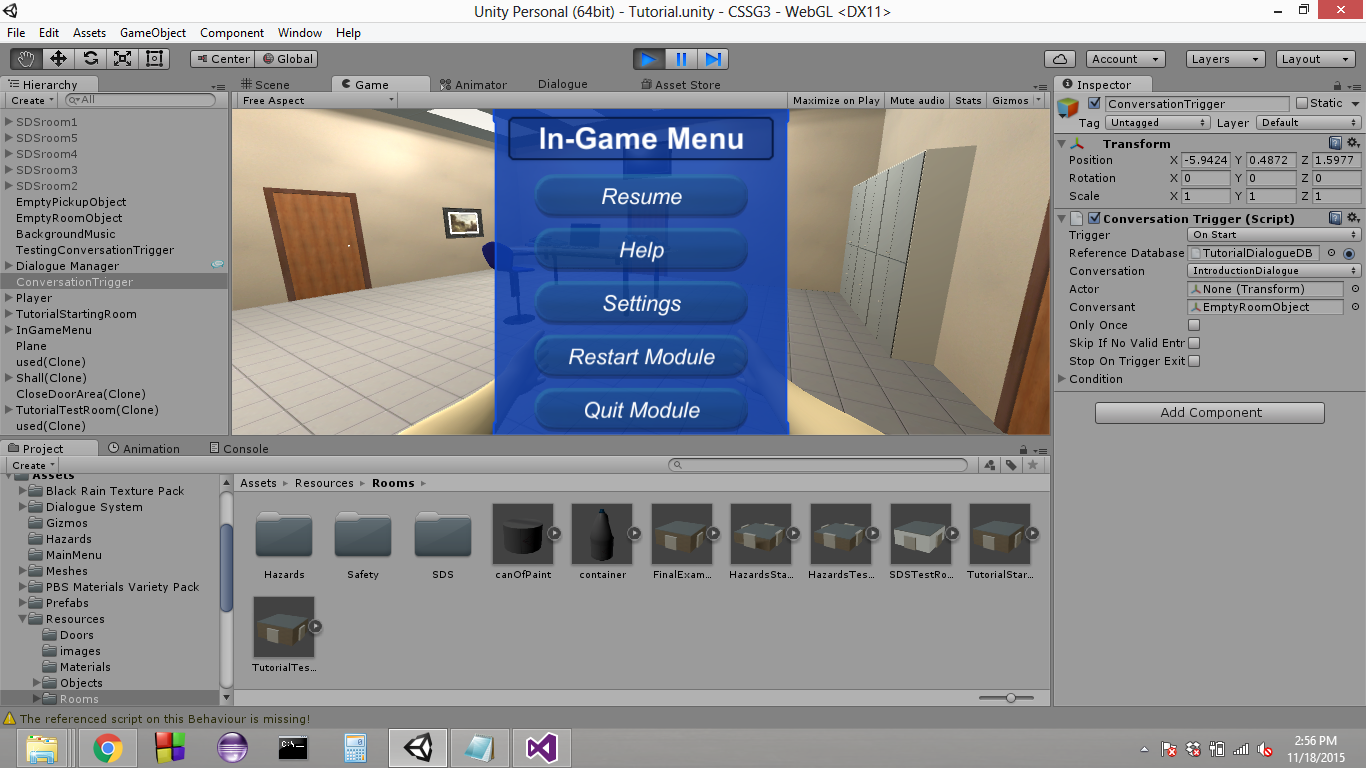 Unity Personal (64bit) - Tutorial.unity - CSSG3 - WebGL <DX11>
File Edit Assets GameObject Component Window Help
Center Global Account Layers Layout
Hierarchy
Create All
SDSroom1
SDSroom5
SDSroom4
SDSroom3
SDSroom2
EmptyPickupObject
EmptyRoomObject
BackgroundMusic
TestingConversationTrigger
Dialogue Manager
ConversationTrigger
Player
TutorialStartingRoom
InGameMenu
Plane
used(Clone)
Shall(Clone)
CloseDoorArea(Clone)
TutorialTestRoom(Clone)
used(Clone)
Scene Game Animator Dialogue Asset Store
Free Aspect Maximize on Play Mute audio Stats Gizmos
In-Game Menu
Resume
Help
Settings
Restart Module
Quit Module
Inspector
ConversationTrigger Static
Tag Untagged Layer Default
Transform
Position X -5.9424 Y 0.4872 Z 1.5977
Rotation X 0 Y 0 Z 0
Scale X 1 Y 1 Z 1
Conversation Trigger (Script)
Trigger On Start
Reference Database TutorialDialogueDB
Conversation IntroductionDialogue
Actor None (Transform)
Conversant EmptyRoomObject
Only Once
Skip If No Valid Entr
Stop On Trigger Exit
Condition
Add Component
Project Animation Console
Create
Assets
Black Rain Texture Pack
Dialogue System
Gizmos
Hazards
MainMenu
Meshes
PBS Materials Variety Pack
Prefabs
Resources
Doors
images
Materials
Objects
Rooms
Assets Resources Rooms
Hazards Safety SDS canOfPaint container FinalExam... HazardsSta... HazardsTes... SDSTestRo... TutorialStar...
TutorialTes...
The referenced script on this Behaviour is missing!
C:\_
2:56 PM
11/18/2015